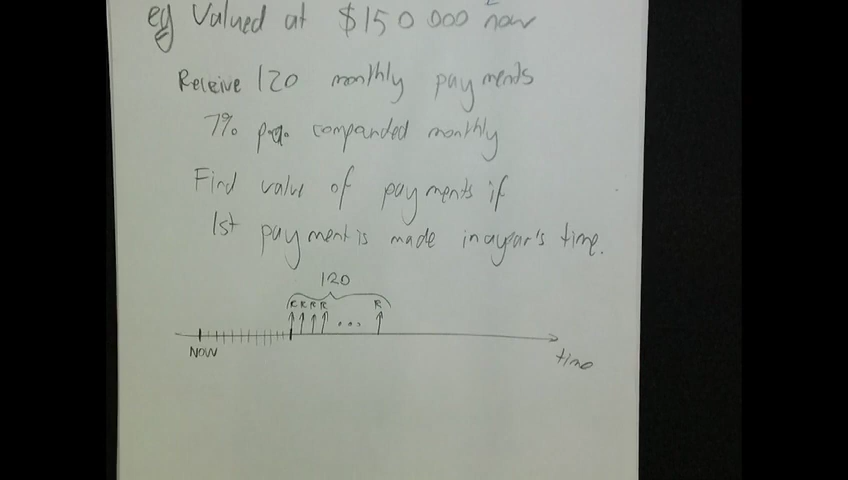 eg Valued at $150 000 now
Receive 120 monthly payments
7% p.a. compounded monthly
Find value of payments if
1st payment is made in a year's time.
120
R R R R R
...
NOW
time